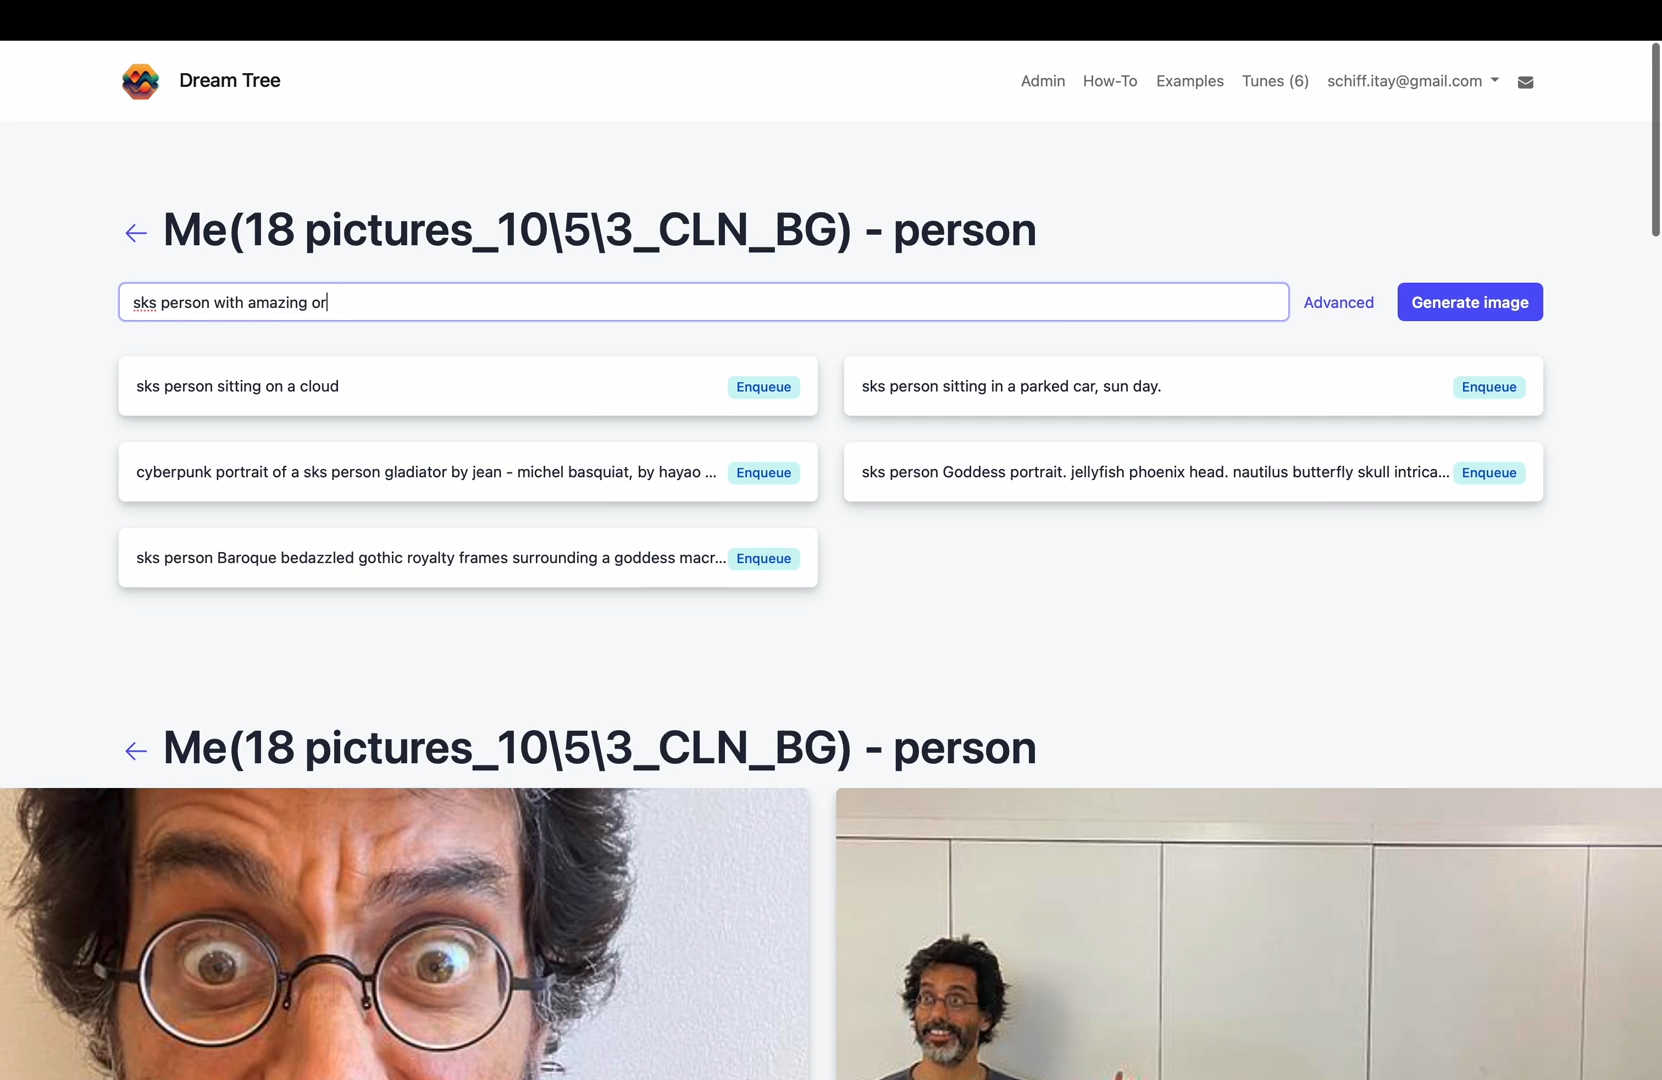 Dream Tree
Admin How-To Examples Tunes (6) schiff.itay@gmail.com
Me(18 pictures_10\5\3_CLN_BG) - person
sks person with amazing or
Advanced
Generate image
sks person sitting on a cloud
Enqueue
sks person sitting in a parked car, sun day.
Enqueue
cyberpunk portrait of a sks person gladiator by jean - michel basquiat, by hayao ...
Enqueue
sks person Goddess portrait. jellyfish phoenix head. nautilus butterfly skull intrica...
Enqueue
sks person Baroque bedazzled gothic royalty frames surrounding a goddess macr...
Enqueue
Me(18 pictures_10\5\3_CLN_BG) - person